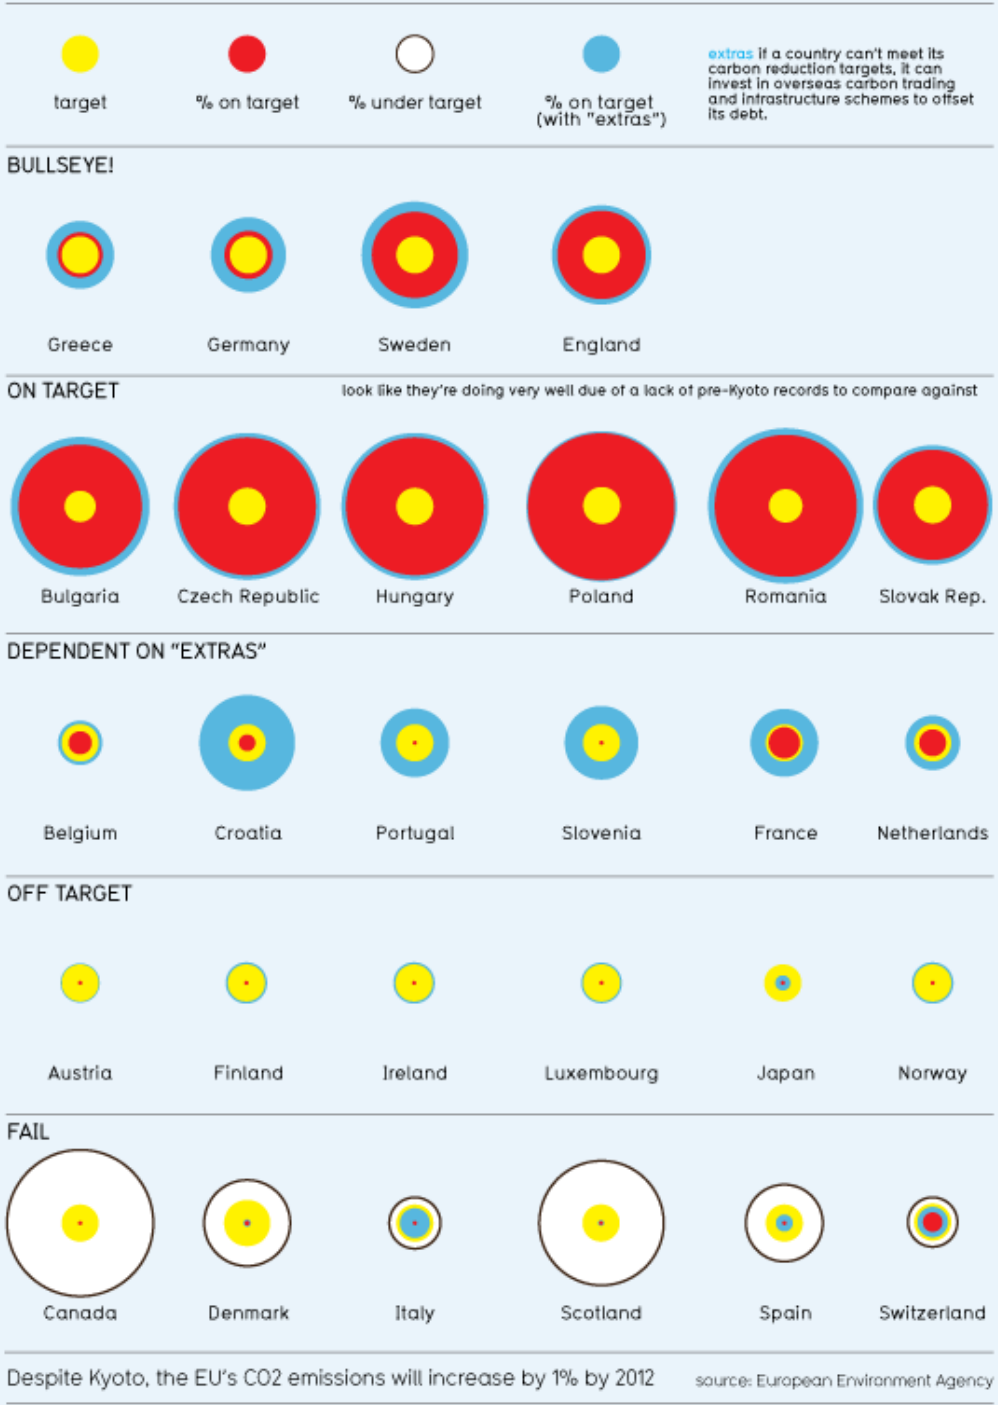 target
% on target
% under target
% on target
(with "extras")
extras if a country can't meet its
carbon reduction targets, it can
invest in overseas carbon trading
and infrastructure schemes to offset
its debt.
BULLSEYE!
Greece
Germany
Sweden
England
ON TARGET
look like they're doing very well due of a lack of pre-Kyoto records to compare against
Bulgaria
Czech Republic
Hungary
Poland
Romania
Slovak Rep.
DEPENDENT ON "EXTRAS"
Belgium
Croatia
Portugal
Slovenia
France
Netherlands
OFF TARGET
Austria
Finland
Ireland
Luxembourg
Japan
Norway
FAIL
Canada
Denmark
Italy
Scotland
Spain
Switzerland
Despite Kyoto, the EU's CO2 emissions will increase by 1% by 2012
source: European Environment Agency